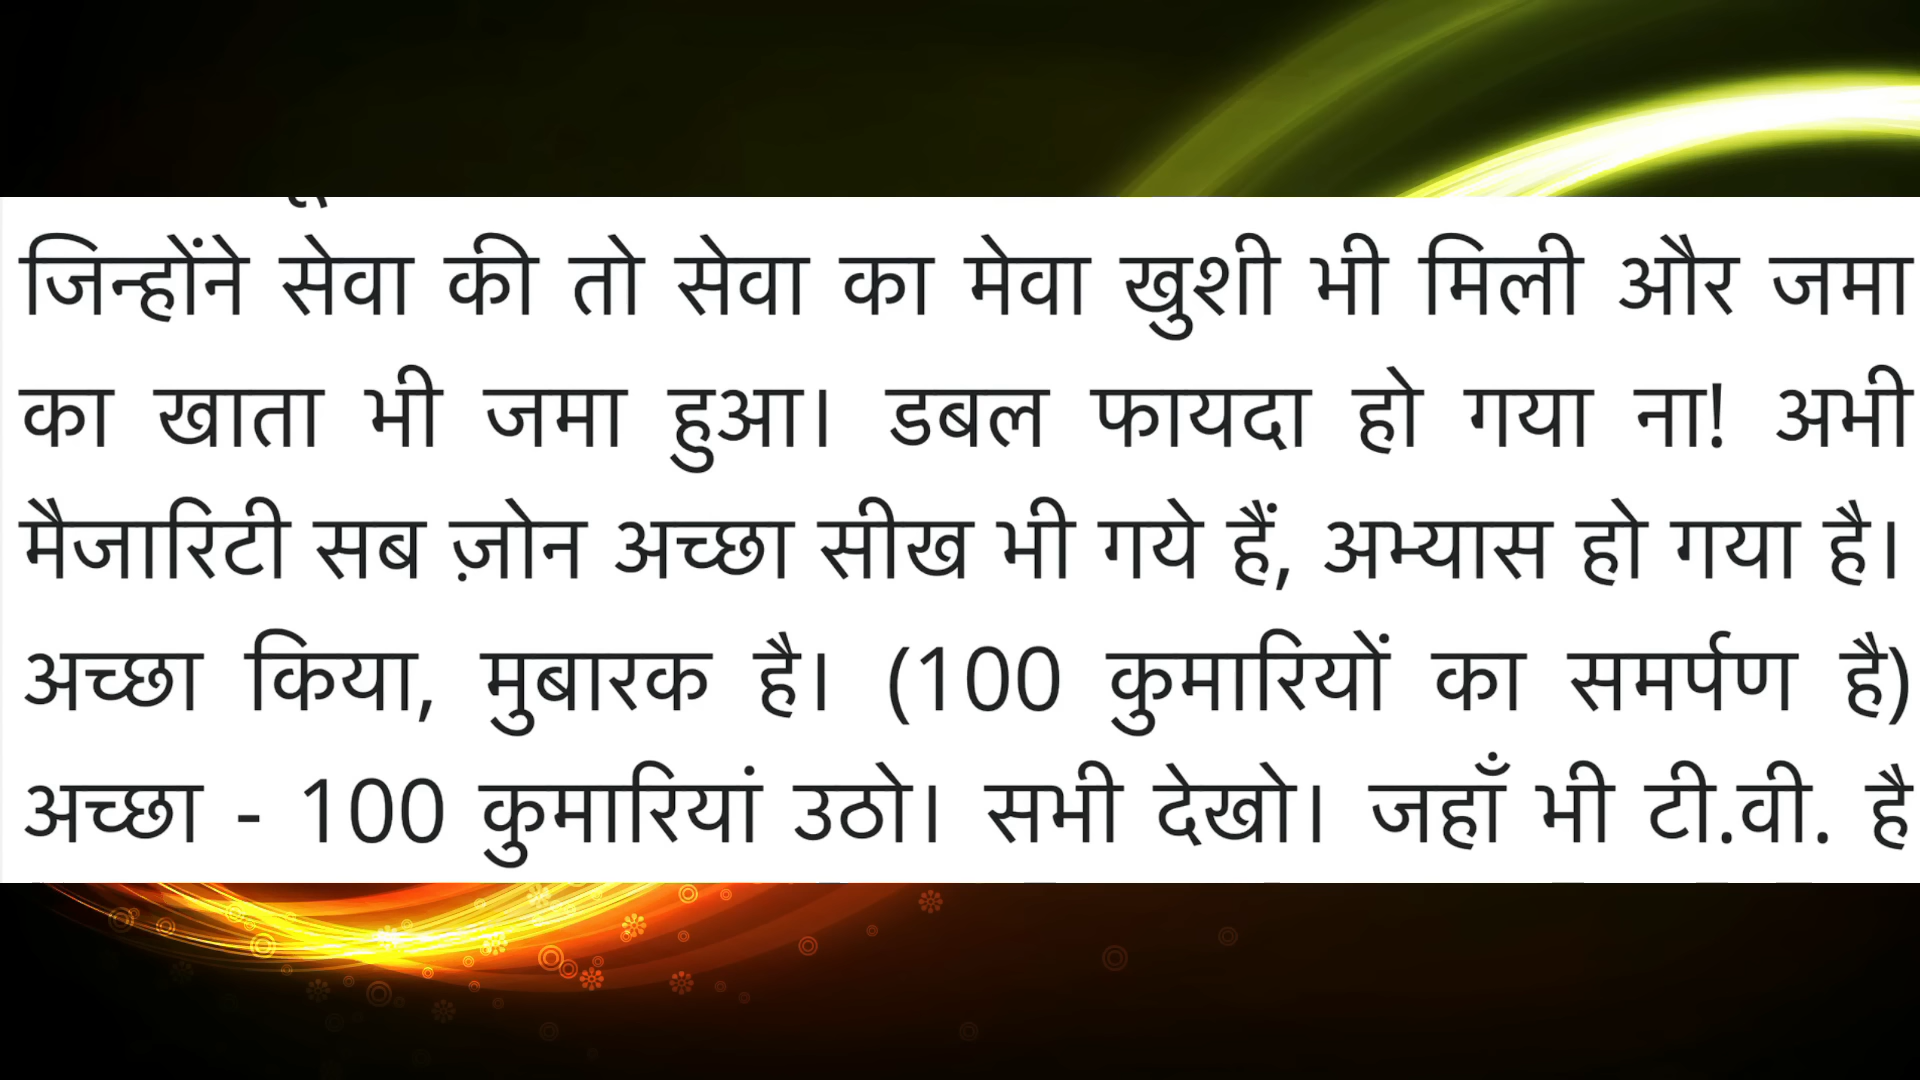 जिन्होंने सेवा की तो सेवा का मेवा खुशी भी मिली और जमा
का खाता भी जमा हुआ। डबल फायदा हो गया ना! अभी
मैजारिटी सब ज़ोन अच्छा सीख भी गये हैं, अभ्यास हो गया है।
अच्छा किया, मुबारक है। (100 कुमारियों का समर्पण है)
अच्छा - 100 कुमारियां उठो। सभी देखो। जहाँ भी टी.वी. है